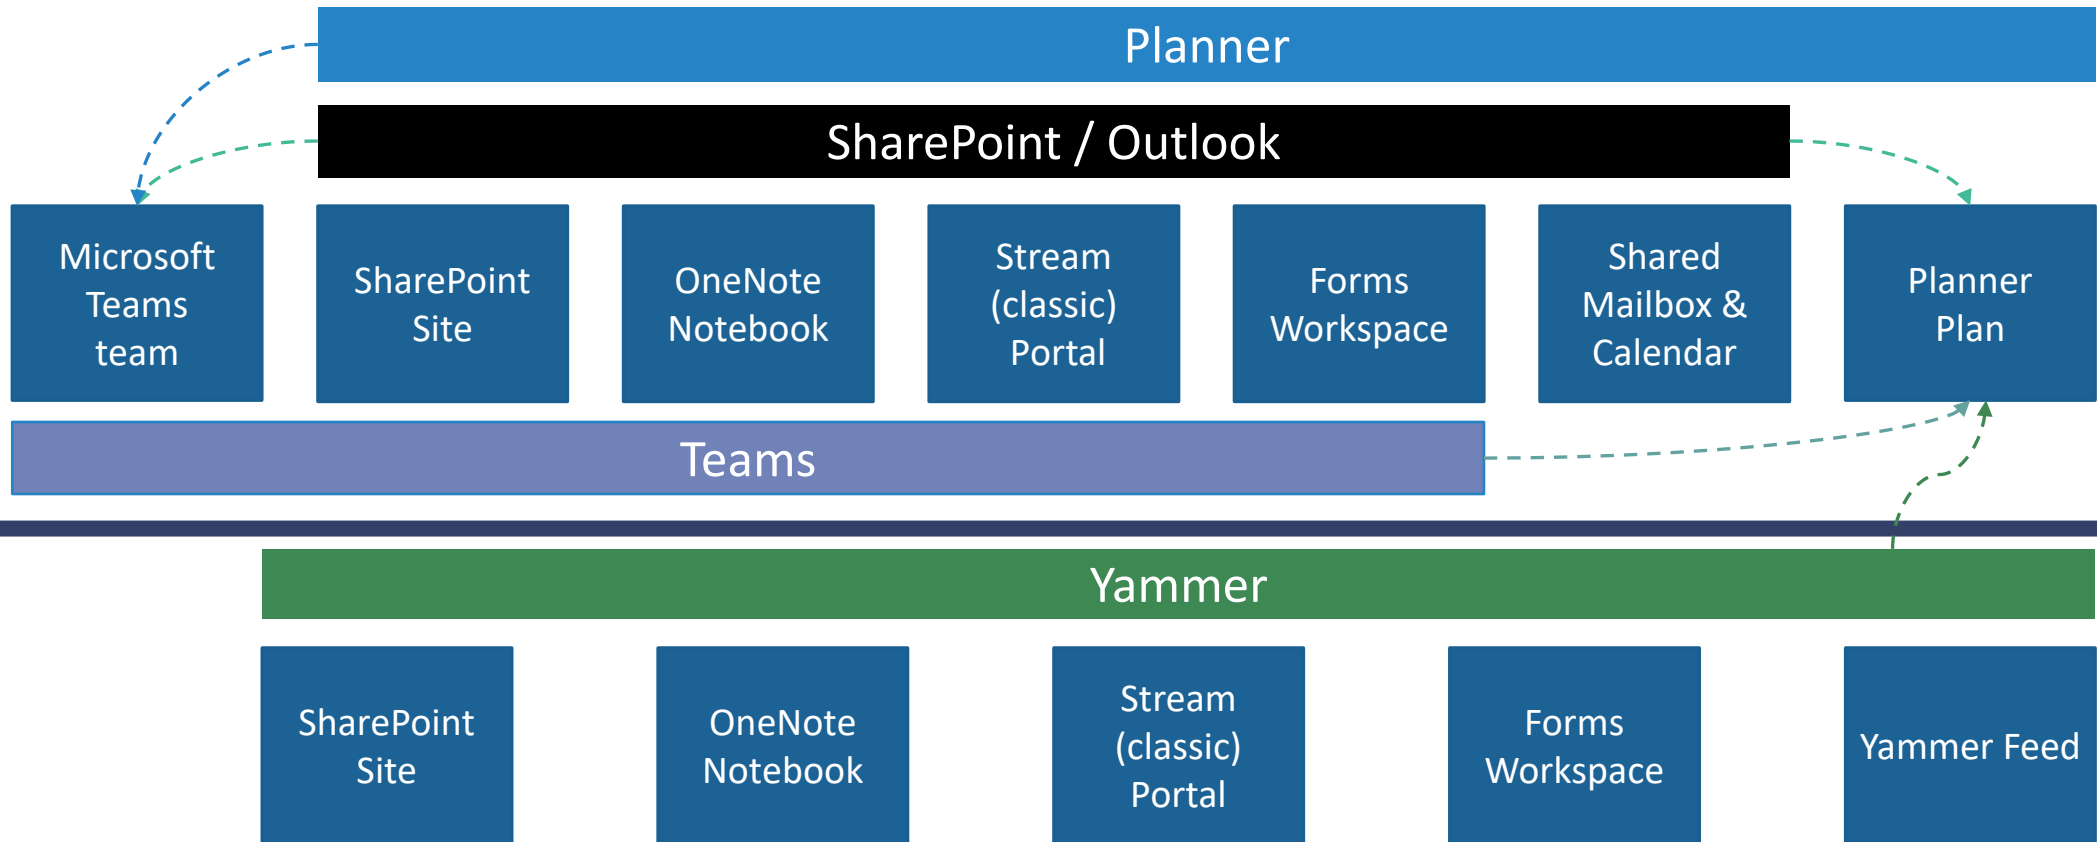 Planner
SharePoint / Outlook
Microsoft
Teams
team
SharePoint
Site
OneNote
Notebook
Stream
(classic)
Portal
Forms
Workspace
Shared
Mailbox &
Calendar
Planner
Plan
Teams
Yammer
SharePoint
Site
OneNote
Notebook
Stream
(classic)
Portal
Forms
Workspace
Yammer Feed